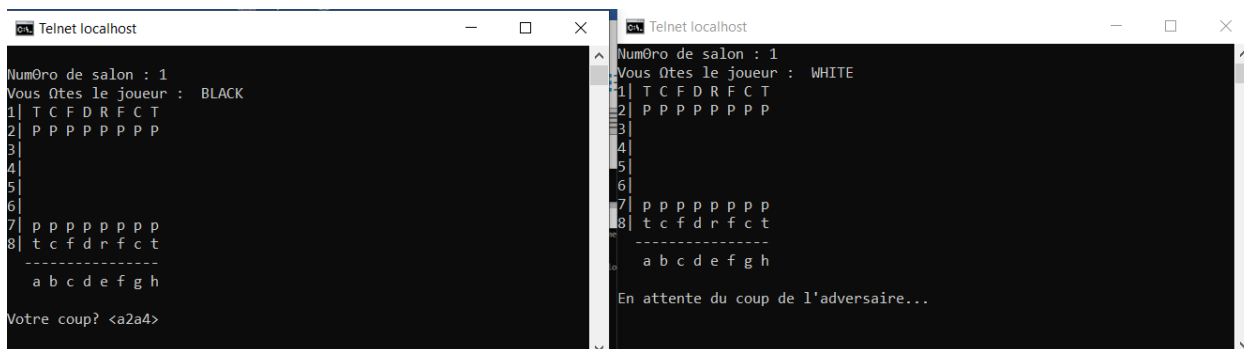 Telnet localhost
Num0ro de salon : 1
Vous Ωtes le joueur :  BLACK
1| T C F D R F C T
2| P P P P P P P P
3|
4|
5|
6|
7| p p p p p p p p
8| t c f d r f c t
  ----------------
   a b c d e f g h
Votre coup? <a2a4>
Telnet localhost
Num0ro de salon : 1
Vous Ωtes le joueur :  WHITE
1| T C F D R F C T
2| P P P P P P P P
3|
4|
5|
6|
7| p p p p p p p p
8| t c f d r f c t
  ----------------
   a b c d e f g h
En attente du coup de l'adversaire...